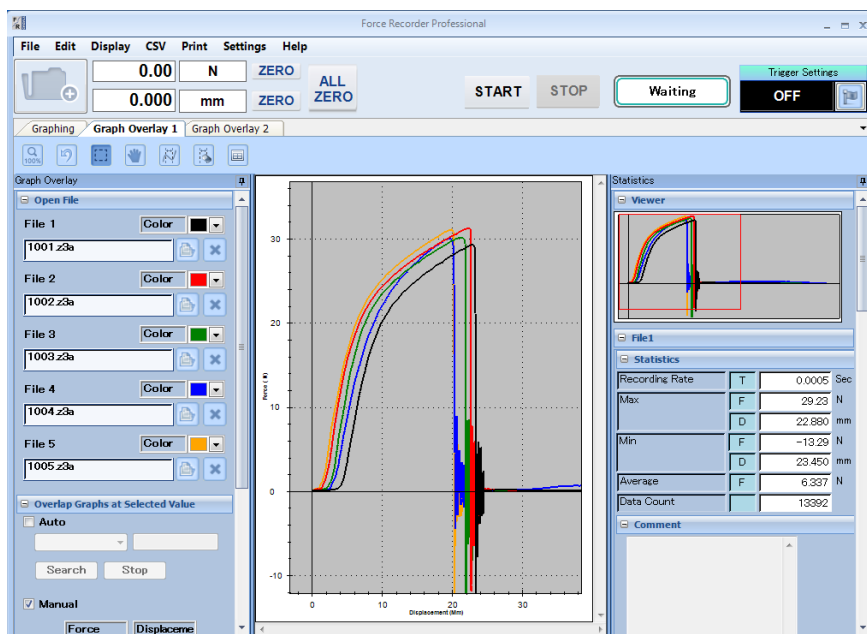 Force Recorder Professional
File Edit Display CSV Print Settings Help
0.00 N ZERO
0.000 mm ZERO
ALL ZERO
START STOP Waiting
Trigger Settings
OFF
Graphing Graph Overlay 1 Graph Overlay 2
100%
Graph Overlay
Open File
File 1 Color
1001.z3a
File 2 Color
1002.z3a
File 3 Color
1003.z3a
File 4 Color
1004.z3a
File 5 Color
1005.z3a
Overlap Graphs at Selected Value
Auto
Search Stop
Manual
Force Displaceme
30
20
10
0
-10
Force ( N)
0 10 20 30
Displacement (Mm)
Statistics
Viewer
File1
Statistics
Recording Rate T 0.0005 Sec
Max F 29.23 N
D 22.880 mm
Min F -13.29 N
D 23.450 mm
Average F 6.337 N
Data Count 13392
Comment